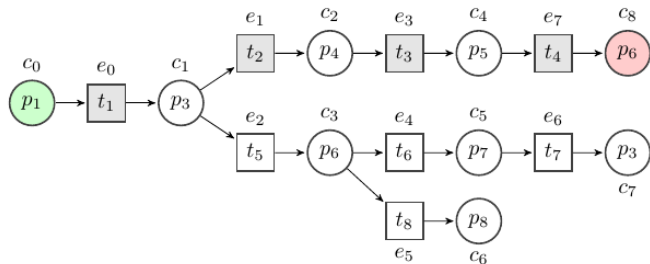 e₁ c₂ e₃ c₄ e₇ c₈
t₂ p₄ t₃ p₅ t₄ p₆
c₀ e₀ c₁
p₁ t₁ p₃
e₂ c₃ e₄ c₅ e₆
t₅ p₆ t₆ p₇ t₇ p₃
c₇
t₈ p₈
e₅ c₆